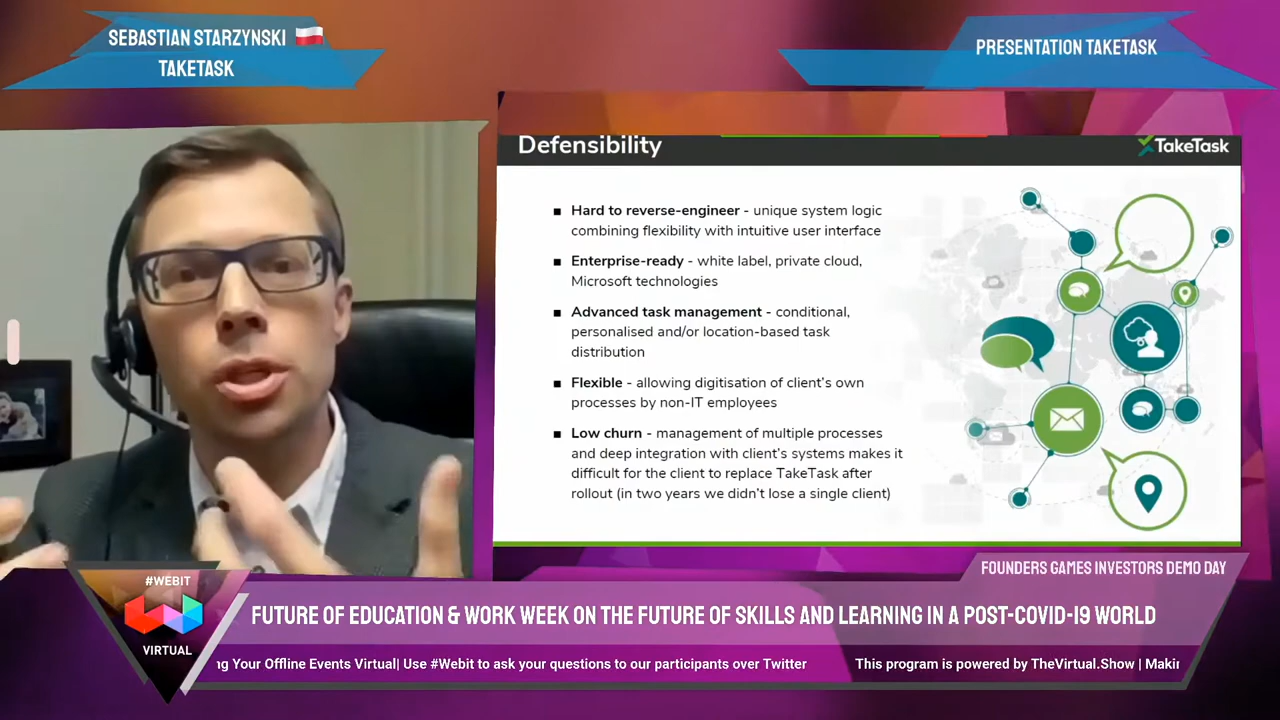 SEBASTIAN STARZYNSKI
TAKETASK
PRESENTATION TAKETASK
Defensibility
TakeTask
▪ Hard to reverse-engineer - unique system logic
combining flexibility with intuitive user interface
▪ Enterprise-ready - white label, private cloud,
Microsoft technologies
▪ Advanced task management - conditional,
personalised and/or location-based task
distribution
▪ Flexible - allowing digitisation of client's own
processes by non-IT employees
▪ Low churn - management of multiple processes
and deep integration with client's systems makes it
difficult for the client to replace TakeTask after
rollout (in two years we didn't lose a single client)
FOUNDERS GAMES INVESTORS DEMO DAY
#WEBIT
VIRTUAL
FUTURE OF EDUCATION & WORK WEEK ON THE FUTURE OF SKILLS AND LEARNING IN A POST-COVID-19 WORLD
ng Your Offline Events Virtual| Use #Webit to ask your questions to our participants over Twitter
This program is powered by TheVirtual.Show | Makin